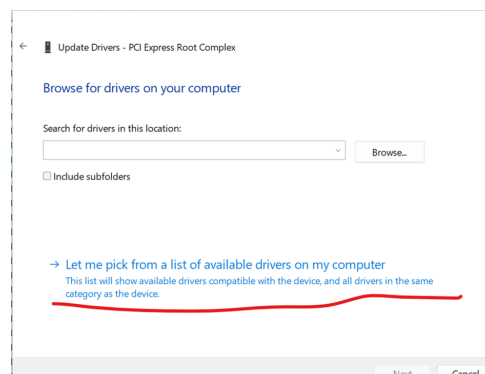 Update Drivers - PCI Express Root Complex
Browse for drivers on your computer
Search for drivers in this location:
Browse...
Include subfolders
Let me pick from a list of available drivers on my computer
This list will show available drivers compatible with the device, and all drivers in the same
category as the device.
Next Cancel